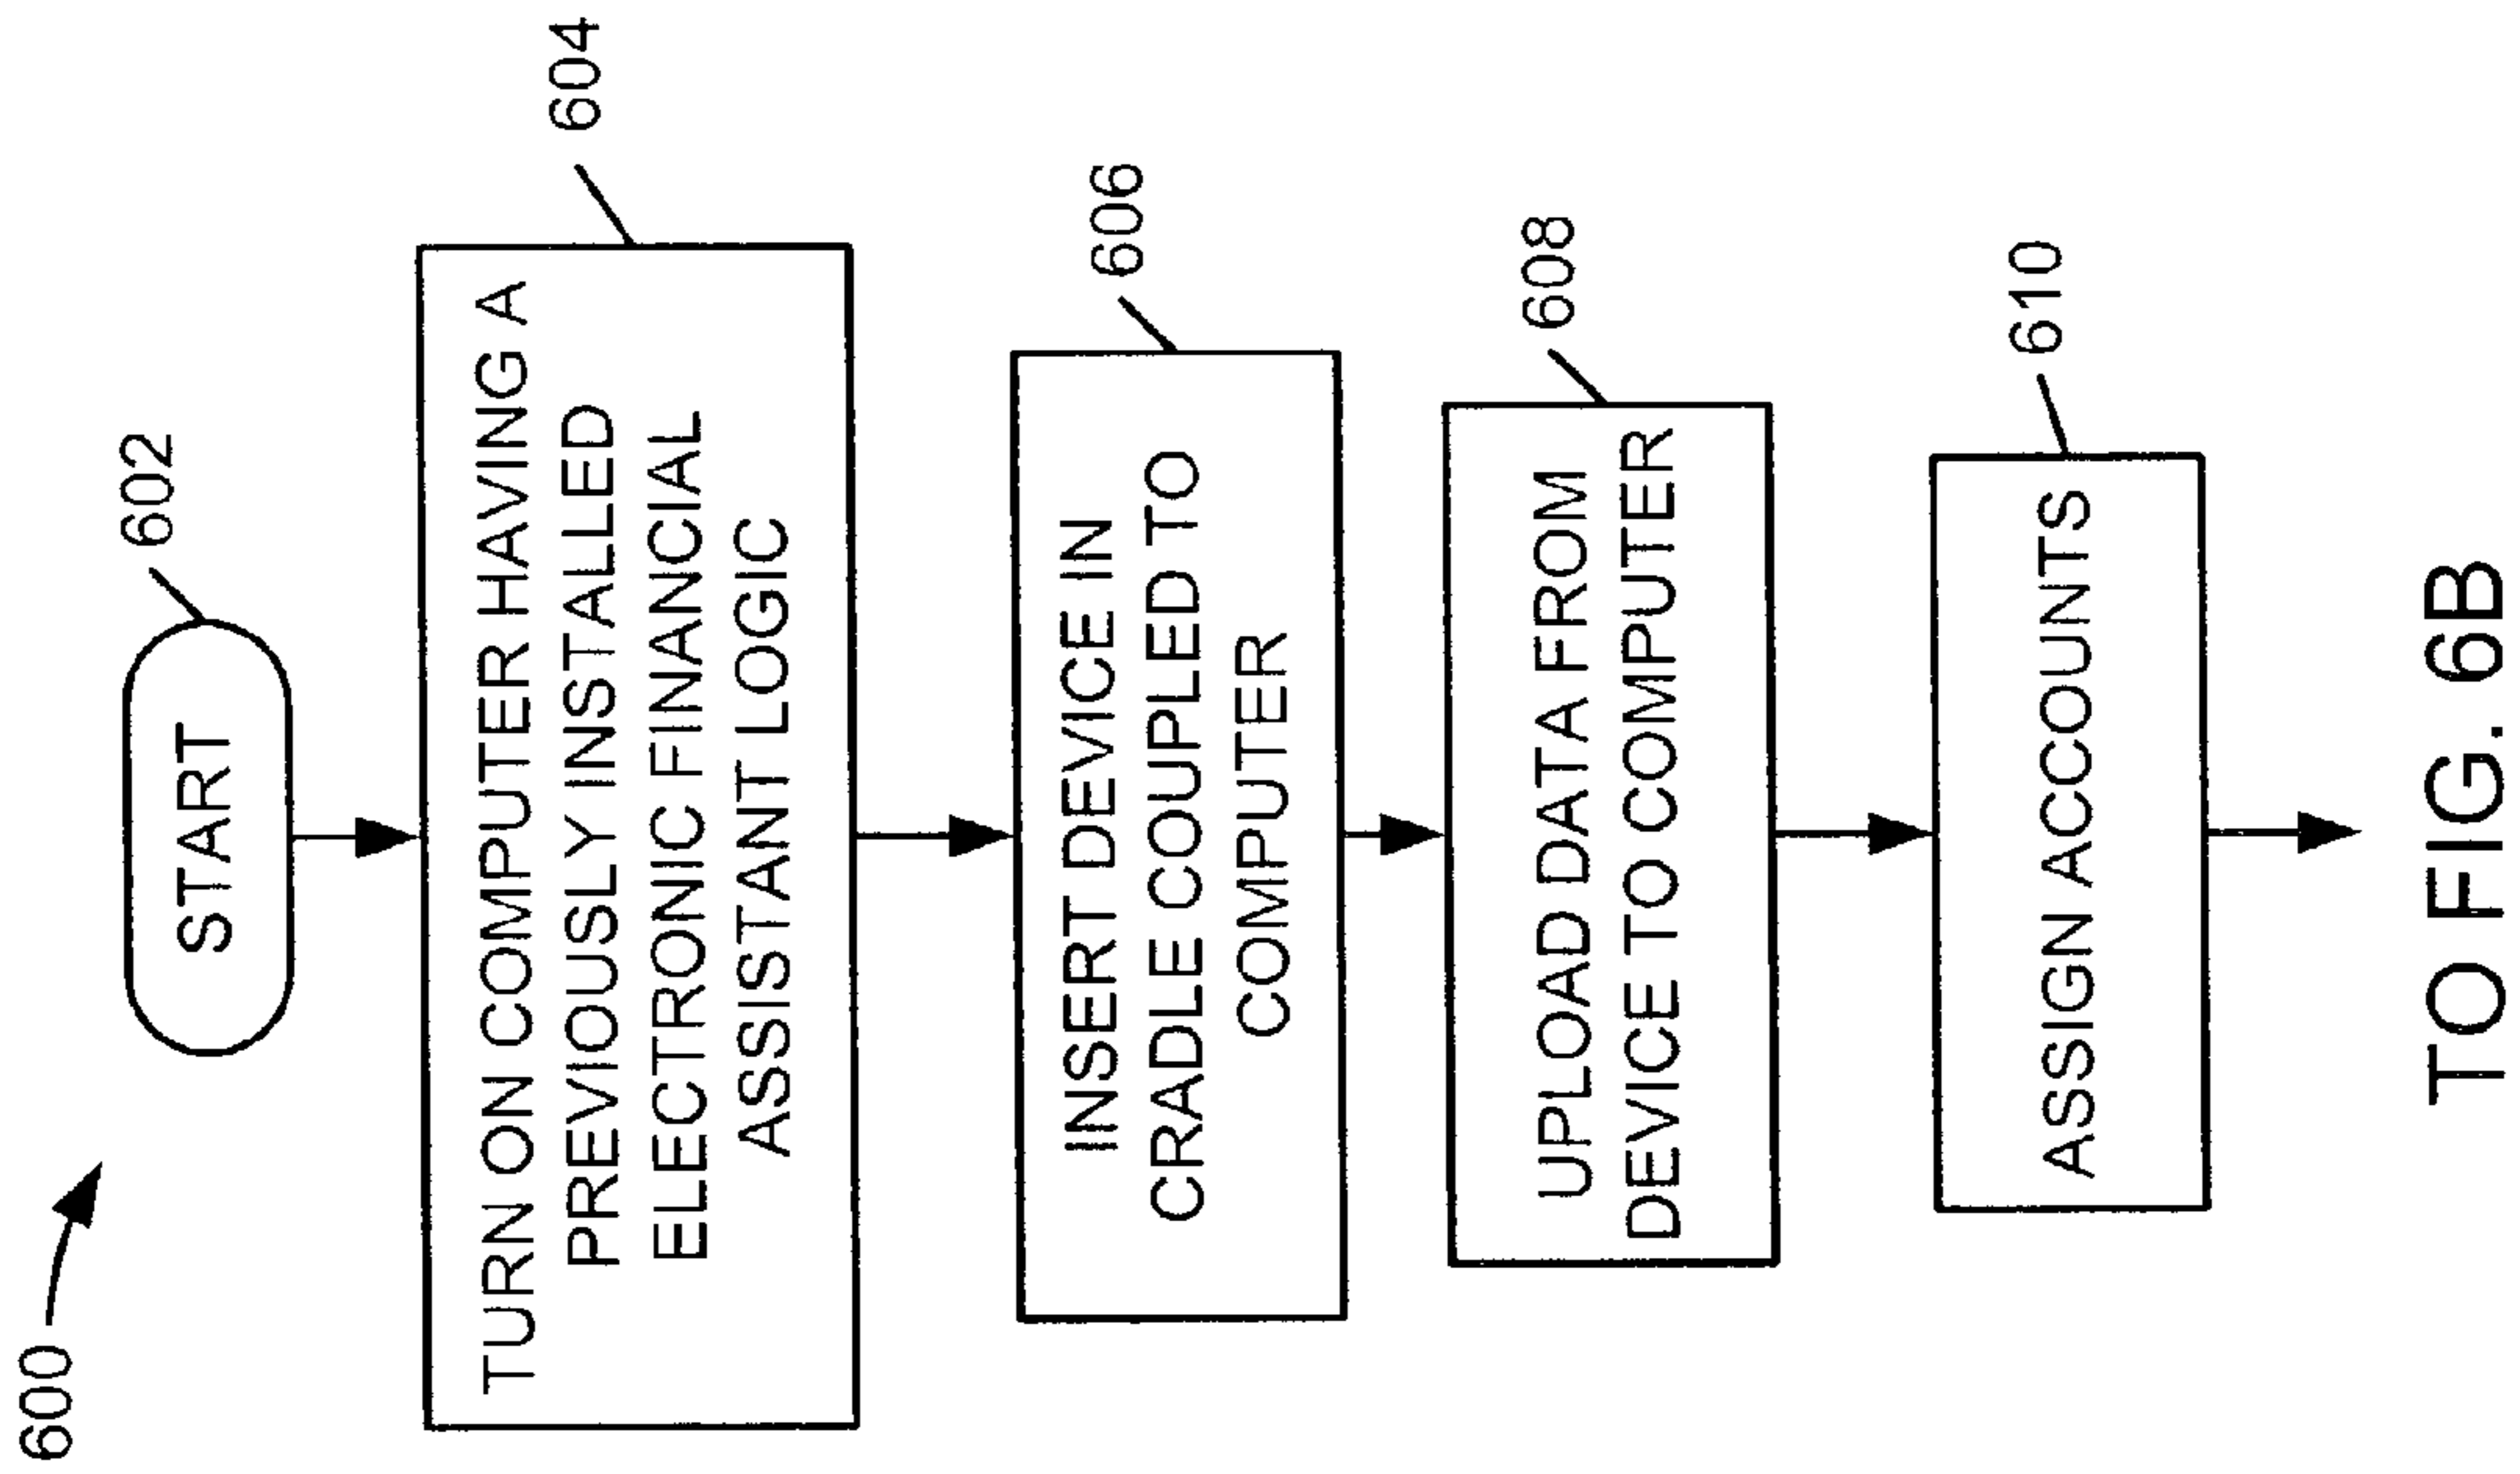 600
START
602
TURN ON COMPUTER HAVING A
PREVIOUSLY INSTALLED
ELECTRONIC FINANCIAL
ASSISTANT LOGIC
604
INSERT DEVICE IN
CRADLE COUPLED TO
COMPUTER
606
UPLOAD DATA FROM
DEVICE TO COMPUTER
608
ASSIGN ACCOUNTS
610
TO FIG. 6B